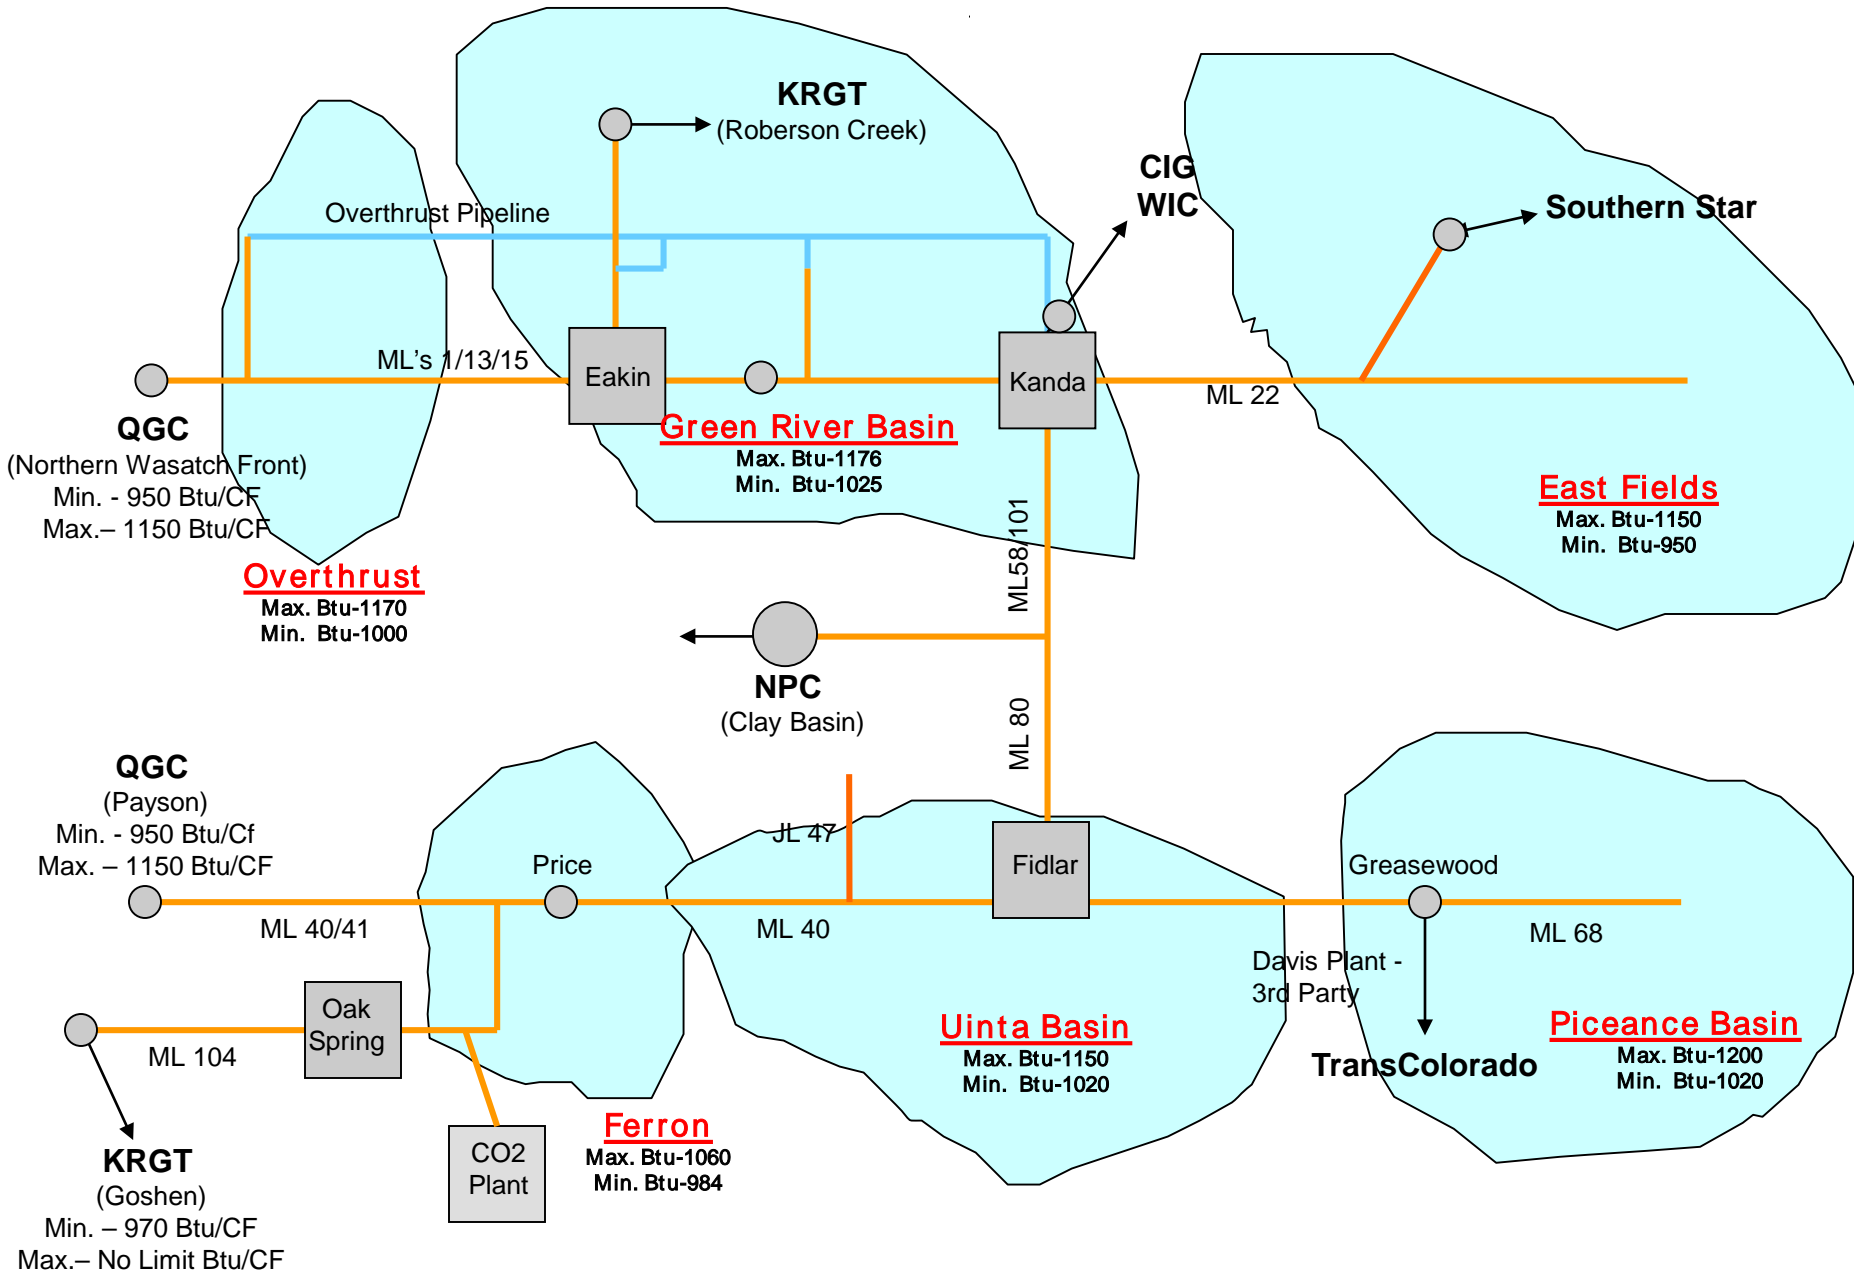 KRGT
(Roberson Creek)
CIG
WIC
Southern Star
Overthrust Pipeline
ML's 1/13/15
Eakin
Kanda
ML 22
QGC
(Northern Wasatch Front)
Min. - 950 Btu/CF
Max.– 1150 Btu/CF
Green River Basin
Max. Btu-1176
Min. Btu-1025
East Fields
Max. Btu-1150
Min. Btu-950
Overthrust
Max. Btu-1170
Min. Btu-1000
ML58/101
NPC
(Clay Basin)
ML 80
QGC
(Payson)
Min. - 950 Btu/Cf
Max. – 1150 Btu/CF
JL 47
Price
Fidlar
Greasewood
ML 40/41
ML 40
ML 68
Davis Plant -
3rd Party
Oak
Spring
ML 104
Uinta Basin
Max. Btu-1150
Min. Btu-1020
TransColorado
Piceance Basin
Max. Btu-1200
Min. Btu-1020
Ferron
Max. Btu-1060
Min. Btu-984
CO2
Plant
KRGT
(Goshen)
Min. – 970 Btu/CF
Max.– No Limit Btu/CF